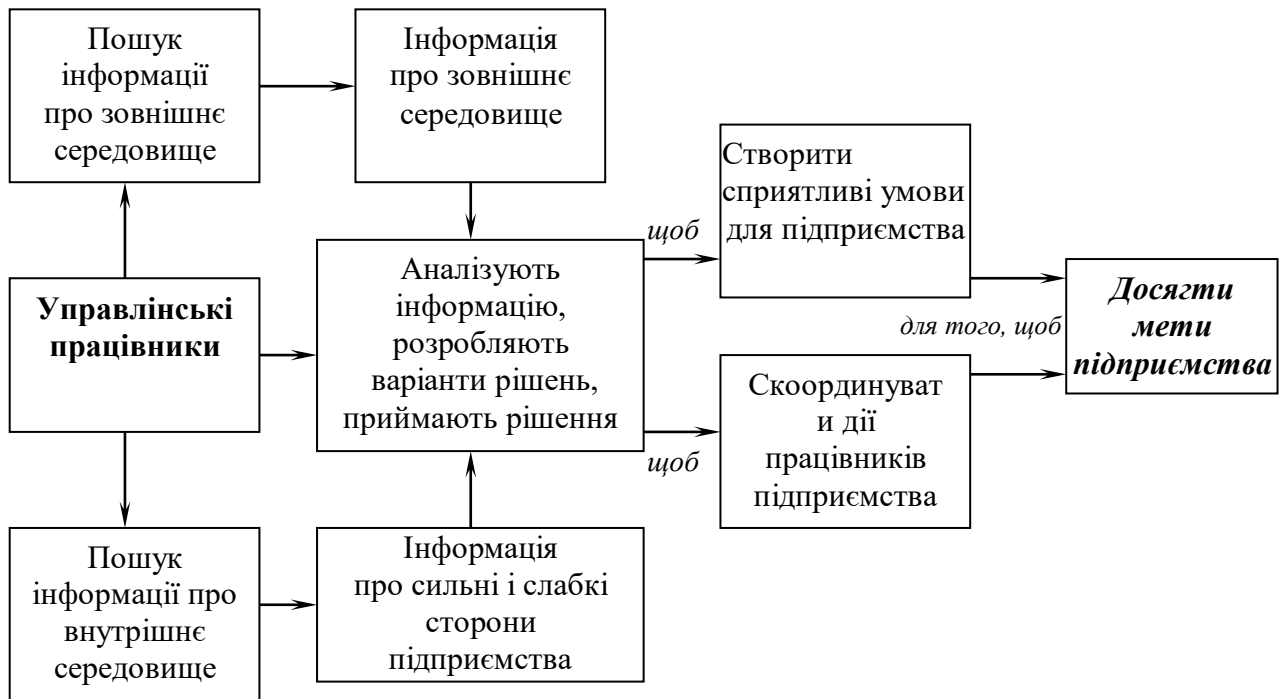 Пошук
інформації
про зовнішнє
середовище
Інформація
про зовнішнє
середовище
Створити
сприятливі умови
для підприємства
щоб
Управлінські
працівники
Аналізують
інформацію,
розробляють
варіанти рішень,
приймають рішення
Досягти
мети
підприємства
для того, щоб
щоб
Скоординуват
и дії
працівників
підприємства
Пошук
інформації про
внутрішнє
середовище
Інформація
про сильні і слабкі
сторони
підприємства